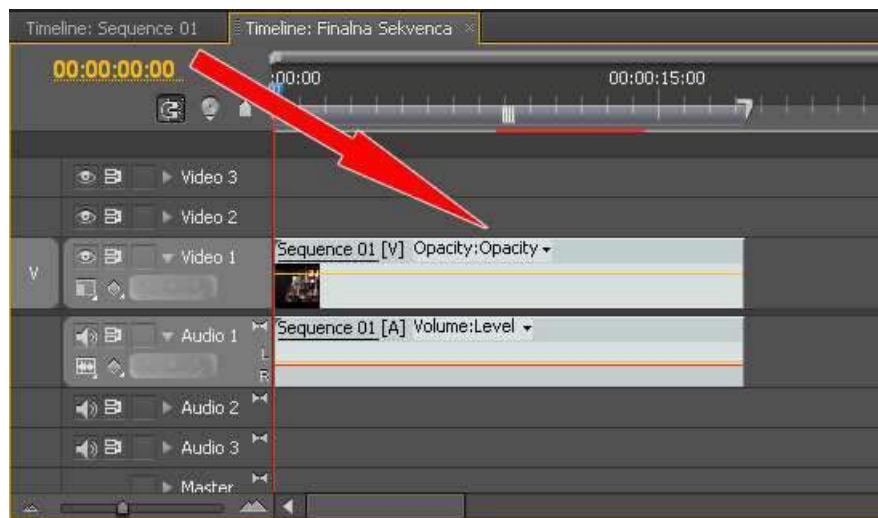 Timeline: Sequence 01 Timeline: Finalna Sekvenca ×
00:00:00:00 :00:00 00:00:15:00
Video 3
Video 2
V Video 1 Sequence 01 [V] Opacity:Opacity
Audio 1 Sequence 01 [A] Volume:Level
L
R
Audio 2
Audio 3
Master